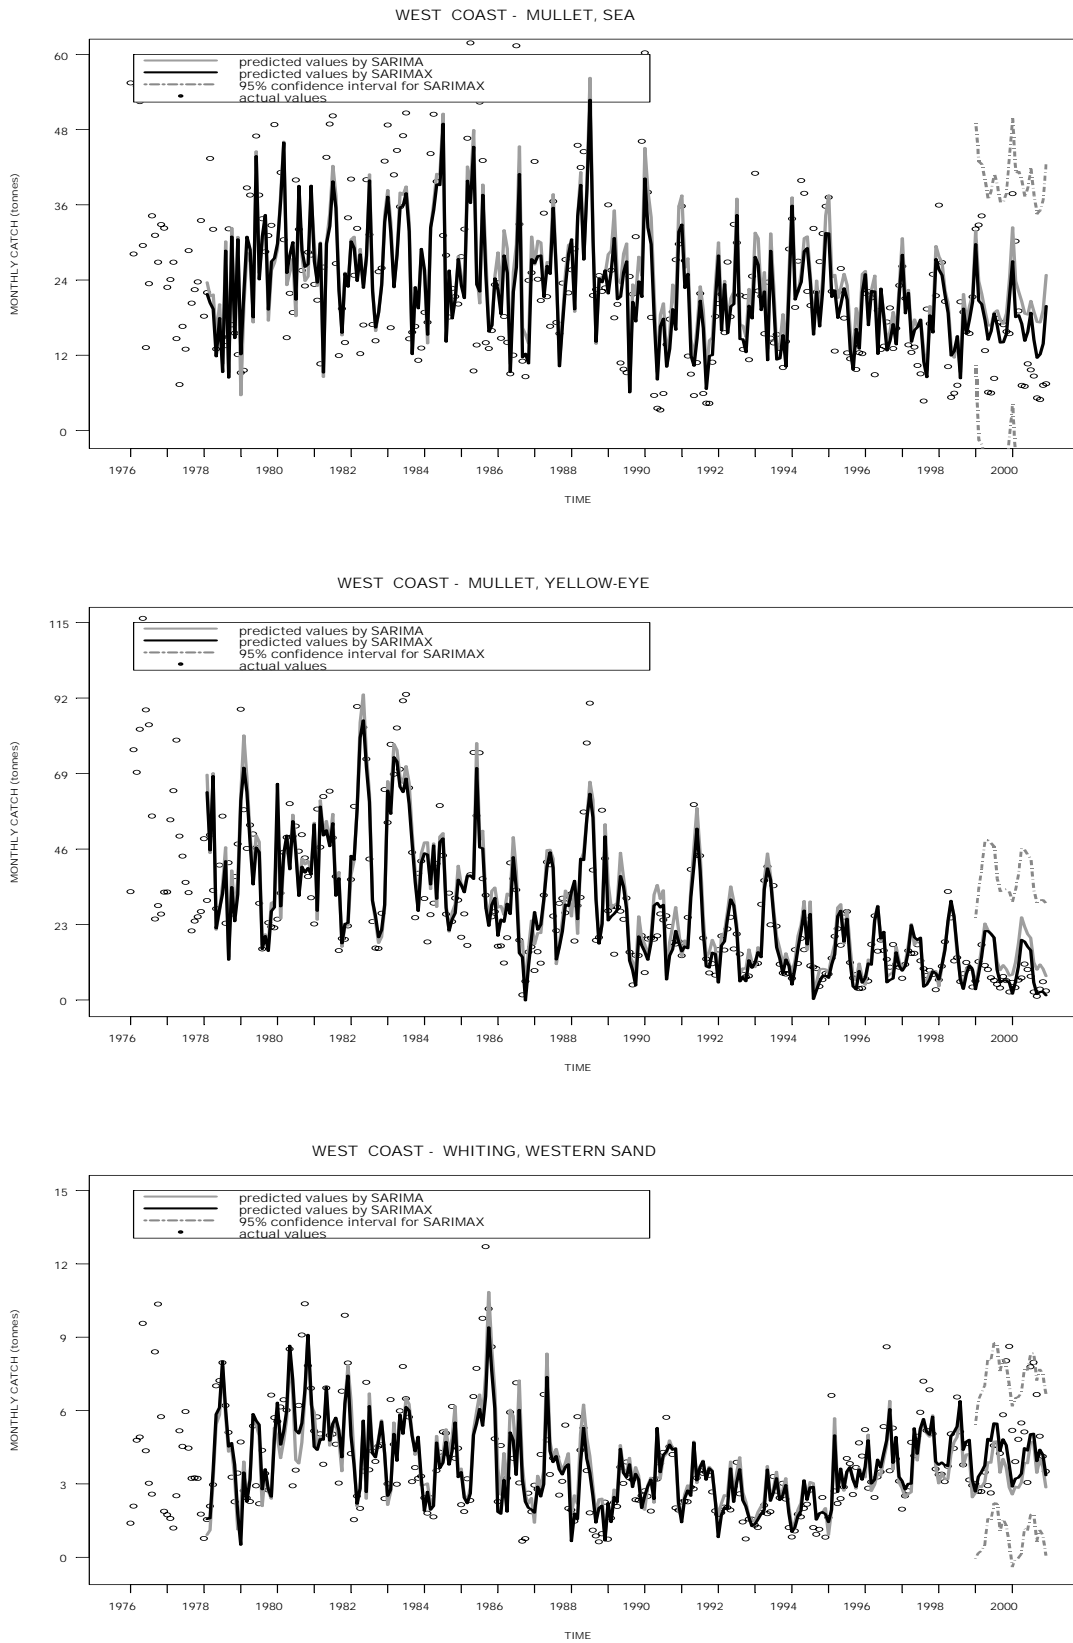 WEST COAST - MULLET, SEA
predicted values by SARIMA
predicted values by SARIMAX
95% confidence interval for SARIMAX
actual values
MONTHLY CATCH (tonnes)
60
48
36
24
12
0
1976 1978 1980 1982 1984 1986 1988 1990 1992 1994 1996 1998 2000
TIME
WEST COAST - MULLET, YELLOW-EYE
predicted values by SARIMA
predicted values by SARIMAX
95% confidence interval for SARIMAX
actual values
MONTHLY CATCH (tonnes)
115
92
69
46
23
0
1976 1978 1980 1982 1984 1986 1988 1990 1992 1994 1996 1998 2000
TIME
WEST COAST - WHITING, WESTERN SAND
predicted values by SARIMA
predicted values by SARIMAX
95% confidence interval for SARIMAX
actual values
MONTHLY CATCH (tonnes)
15
12
9
6
3
0
1976 1978 1980 1982 1984 1986 1988 1990 1992 1994 1996 1998 2000
TIME